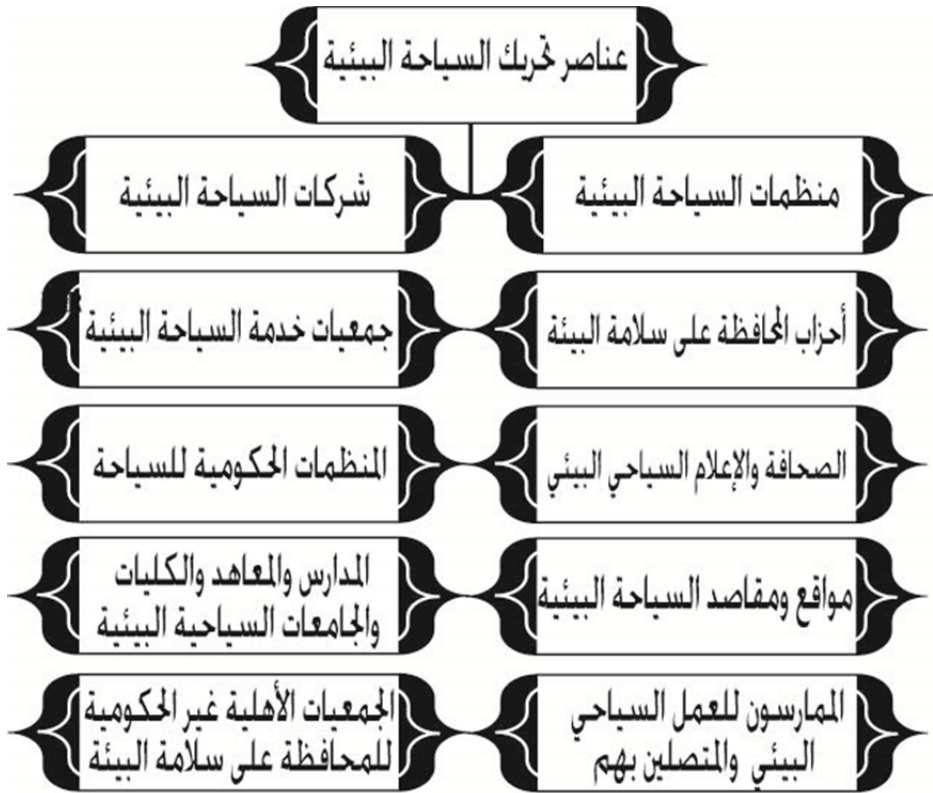 عناصر تحريك السياحة البيئية
منظمات السياحة البيئية
شركات السياحة البيئية
أحزاب المحافظة على سلامة البيئة
جمعيات خدمة السياحة البيئية
الصحافة والإعلام السياحي البيئي
المنظمات الحكومية للسياحة
مواقع ومقاصد السياحة البيئية
المدارس والمعاهد والكليات
والجامعات السياحية البيئية
الممارسون للعمل السياحي
البيئي والمتصلين بهم
الجمعيات الأهلية غير الحكومية
للمحافظة على سلامة البيئة